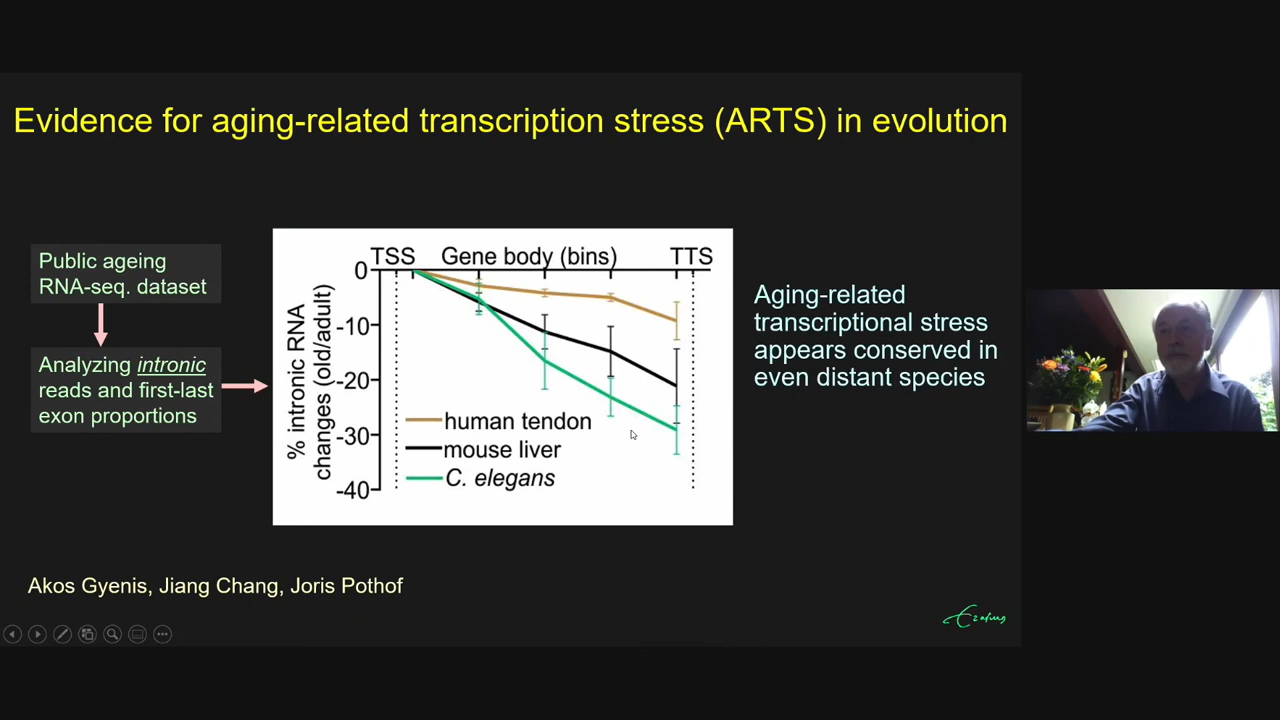 Evidence for aging-related transcription stress (ARTS) in evolution
Public ageing
RNA-seq. dataset
Analyzing intronic
reads and first-last
exon proportions
TSS Gene body (bins) TTS
% intronic RNA
changes (old/adult)
0
-10
-20
-30
-40
human tendon
mouse liver
C. elegans
Aging-related
transcriptional stress
appears conserved in
even distant species
Akos Gyenis, Jiang Chang, Joris Pothof
Erasmus